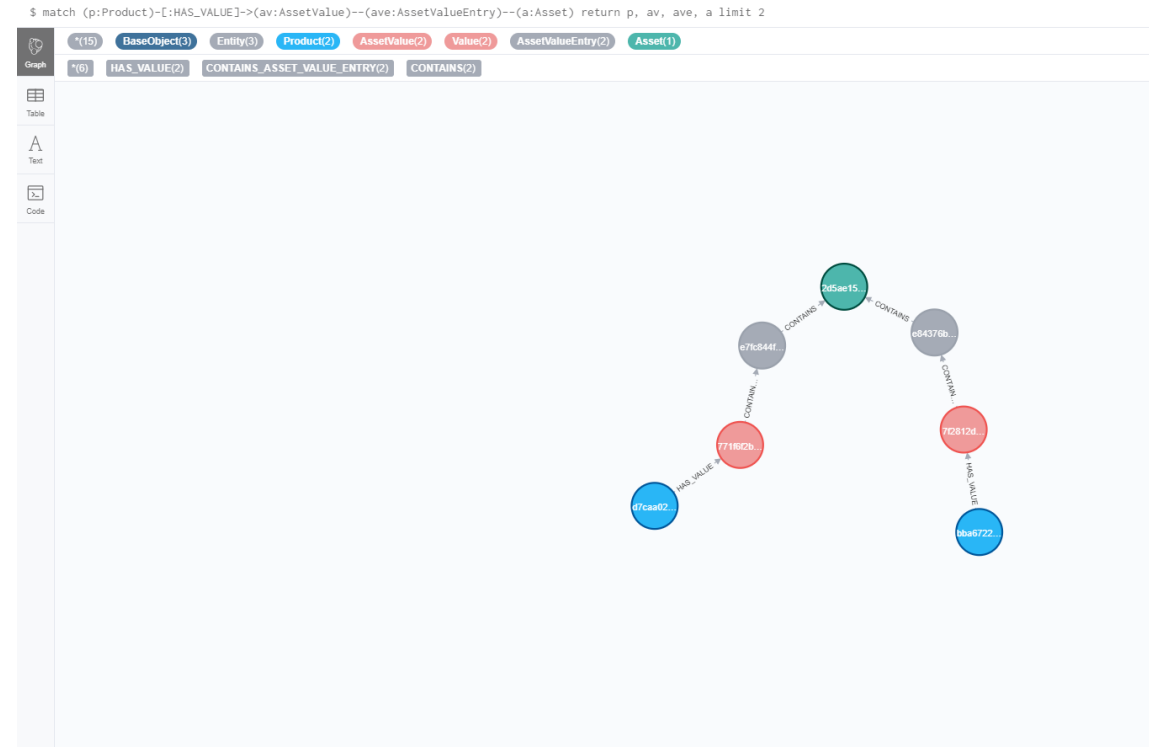 $ match (p:Product)-[:HAS_VALUE]->(av:AssetValue)--(ave:AssetValueEntry)--(a:Asset) return p, av, ave, a limit 2
*(15) BaseObject(3) Entity(3) Product(2) AssetValue(2) Value(2) AssetValueEntry(2) Asset(1)
Graph
*(6) HAS_VALUE(2) CONTAINS_ASSET_VALUE_ENTRY(2) CONTAINS(2)
Table
Text
Code
2d5ae15...
CONTAINS
CONTAINS
e84376b...
e7fc844f...
CONTAIN...
CONTAIN...
7f2812d...
771f6f2b...
HAS_VALUE
HAS_VALUE
d7caa02...
bba6722...